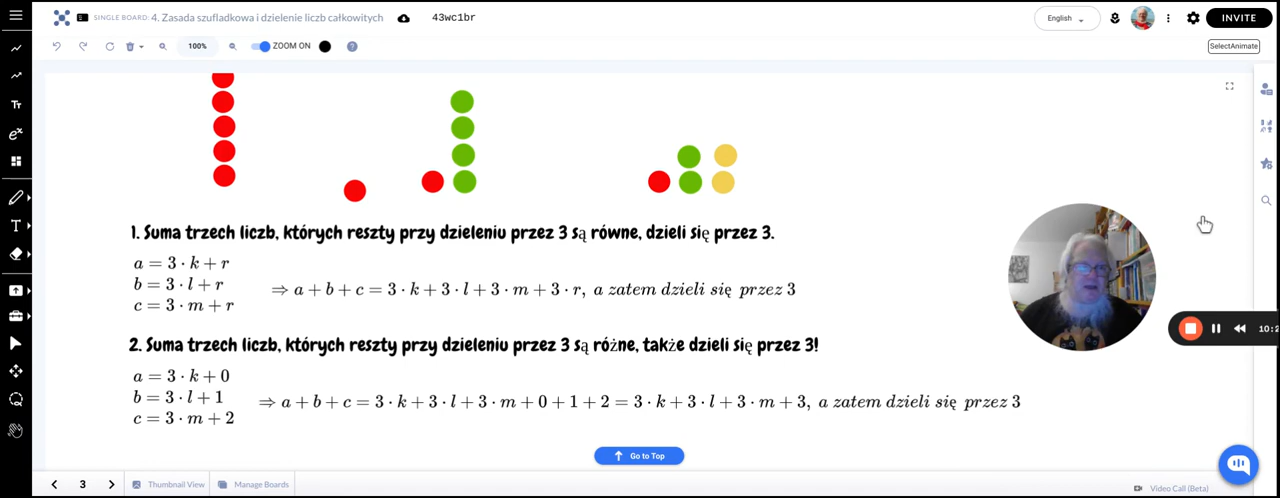 SINGLE BOARD: 4. Zasada szufladkowa i dzielenie liczb całkowitych
43wc1br
English
INVITE
100%
ZOOM ON
SelectAnimate
1. Suma trzech liczb, których reszty przy dzieleniu przez 3 są równe, dzieli się przez 3.
a = 3 · k + r
b = 3 · l + r
c = 3 · m + r
⇒ a + b + c = 3 · k + 3 · l + 3 · m + 3 · r, a zatem dzieli się przez 3
2. Suma trzech liczb, których reszty przy dzieleniu przez 3 są różne, także dzieli się przez 3!
a = 3 · k + 0
b = 3 · l + 1
c = 3 · m + 2
⇒ a + b + c = 3 · k + 3 · l + 3 · m + 0 + 1 + 2 = 3 · k + 3 · l + 3 · m + 3, a zatem dzieli się przez 3
Go to Top
3
Thumbnail View
Manage Boards
Video Call (Beta)